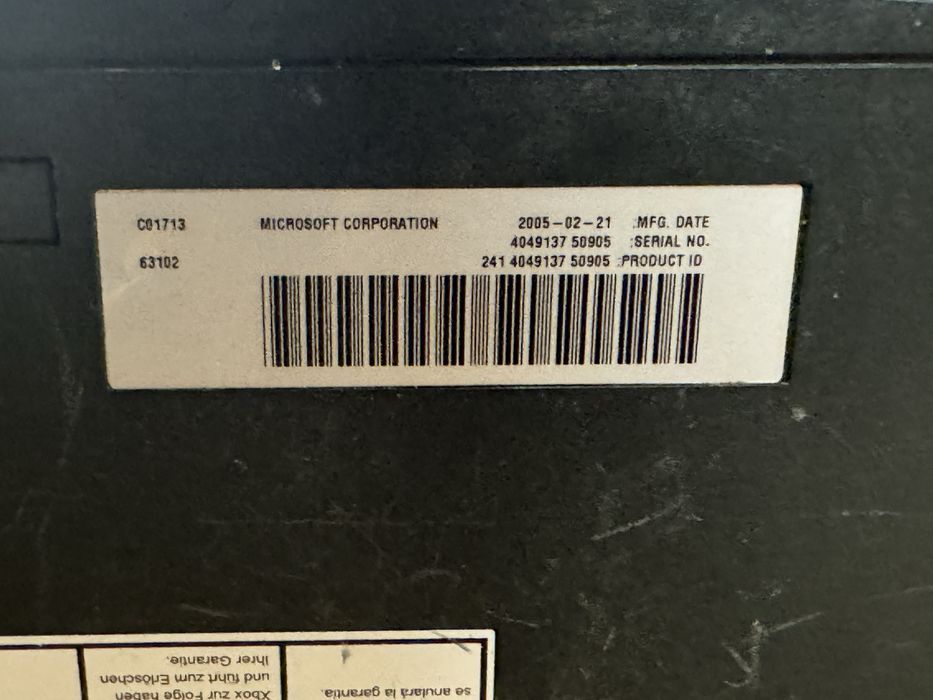 C01713 MICROSOFT CORPORATION 2005-02-21 :MFG. DATE
4049137 50905 :SERIAL NO.
63102 241 4049137 50905 :PRODUCT ID
se anulará la garantía.
Xbox zur Folge haben
und führt zum Erlöschen
Ihrer Garantie.